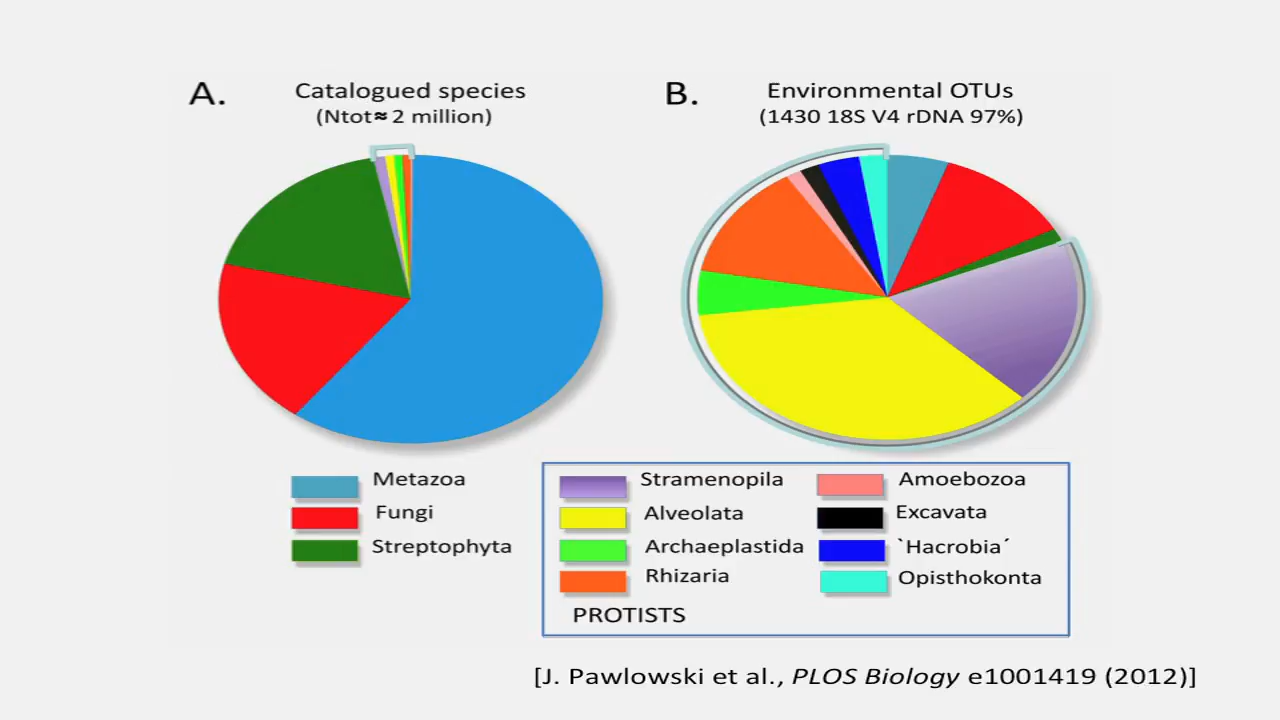 A.
Catalogued species
(Ntot≈ 2 million)
B.
Environmental OTUs
(1430 18S V4 rDNA 97%)
Metazoa
Fungi
Streptophyta
Stramenopila
Alveolata
Archaeplastida
Rhizaria
Amoebozoa
Excavata
`Hacrobia´
Opisthokonta
PROTISTS
[J. Pawlowski et al., PLOS Biology e1001419 (2012)]